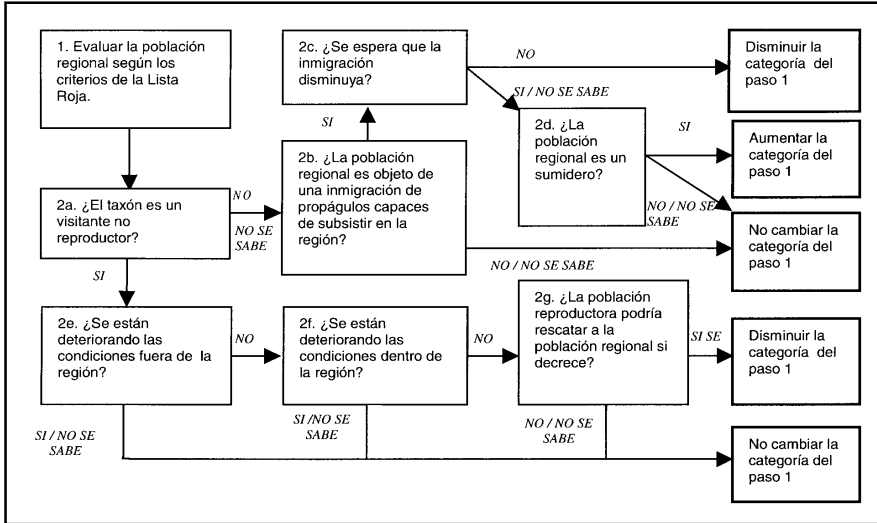 1. Evaluar la población
regional según los
criterios de la Lista
Roja.
2c. ¿Se espera que la
inmigración
disminuya?
NO
Disminuir la
categoría del
paso 1
SI / NO SE SABE
SI
2d. ¿La
población
regional es un
sumidero?
SI
Aumentar la
categoría del
paso 1
2a. ¿El taxón es un
visitante no
reproductor?
NO
NO SE
SABE
2b. ¿La población
regional es objeto de
una inmigración de
propágulos capaces
de subsistir en la
región?
NO / NO SE
SABE
No cambiar la
categoría del
paso 1
NO / NO SE SABE
SI
2e. ¿Se están
deteriorando las
condiciones fuera de la
región?
NO
2f. ¿Se están
deteriorando las
condiciones dentro de
la región?
NO
2g. ¿La población
reproductora podría
rescatar a la
población regional si
decrece?
SI SE
Disminuir la
categoría del
paso 1
SI / NO SE
SABE
SI /NO SE
SABE
NO / NO SE
SABE
No cambiar la
categoría del
paso 1